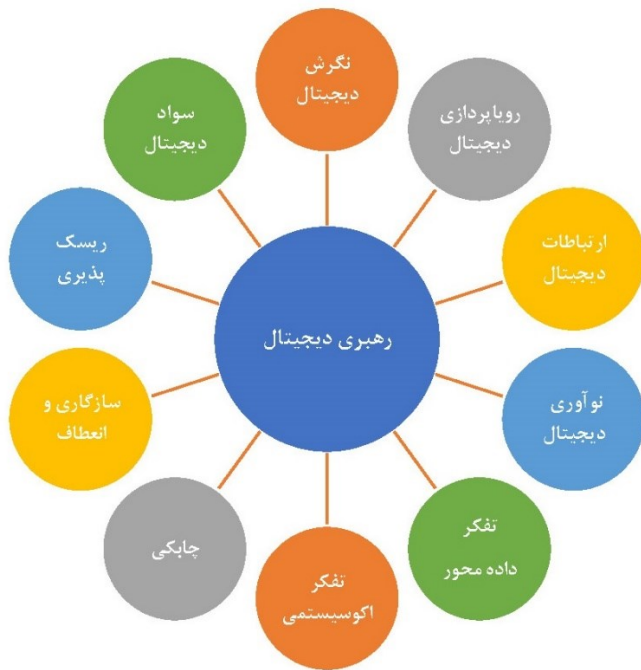 نگرش
دیجیتال
رویاپردازی
دیجیتال
ارتباطات
دیجیتال
نوآوری
دیجیتال
تفکر
داده محور
تفکر
اکوسیستمی
چابکی
سازگاری و
انعطاف
ریسک
پذیری
سواد
دیجیتال
رهبری دیجیتال